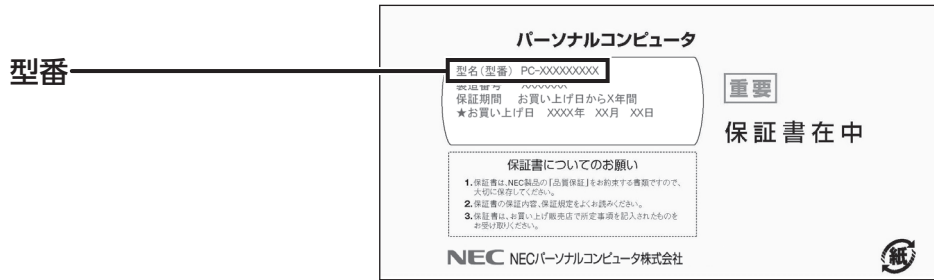 型番
パーソナルコンピュータ
型名(型番) PC-XXXXXXXXX
製造番号 XXXXXXX
保証期間 お買い上げ日からX年間
★お買い上げ日 XXXX年 XX月 XX日
重要
保証書在中
保証書についてのお願い
1.保証書は、NEC製品の「品質保証」をお約束する書類ですので、
大切に保存してください。
2.保証書の保証内容、保証規定をよくお読みください。
3.保証書は、お買い上げ販売店で所定事項を記入されたものを
お受け取りください。
NEC NECパーソナルコンピュータ株式会社
紙